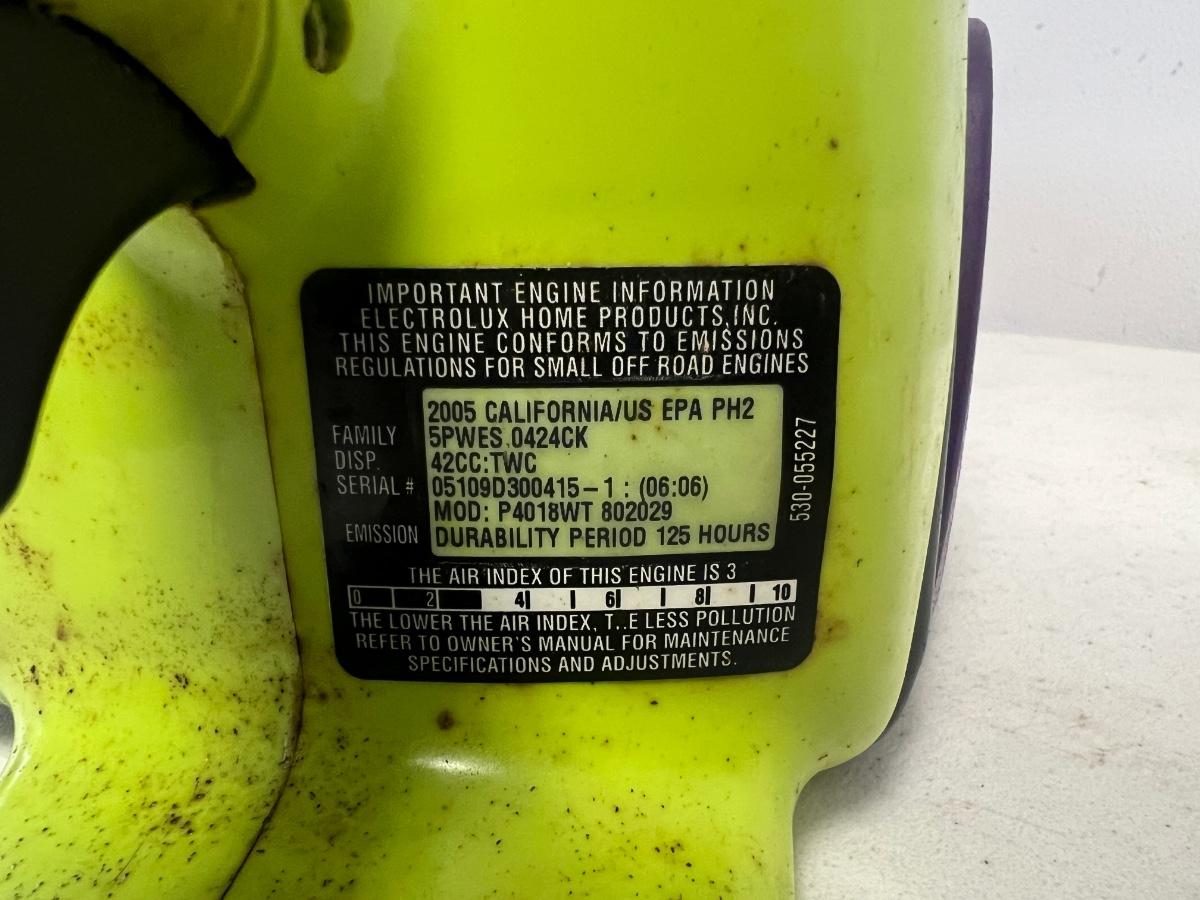 IMPORTANT ENGINE INFORMATION
ELECTROLUX HOME PRODUCTS, INC.
THIS ENGINE CONFORMS TO EMISSIONS
REGULATIONS FOR SMALL OFF ROAD ENGINES
2005 CALIFORNIA/US EPA PH2
FAMILY 5PWES.0424CK
DISP. 42CC:TWC
SERIAL # 05109D300415-1 : (06:06)
MOD: P4018WT 802029
EMISSION DURABILITY PERIOD 125 HOURS
530-055227
THE AIR INDEX OF THIS ENGINE IS 3
0 2 4 6 8 10
THE LOWER THE AIR INDEX, T..E LESS POLLUTION
REFER TO OWNER'S MANUAL FOR MAINTENANCE
SPECIFICATIONS AND ADJUSTMENTS.